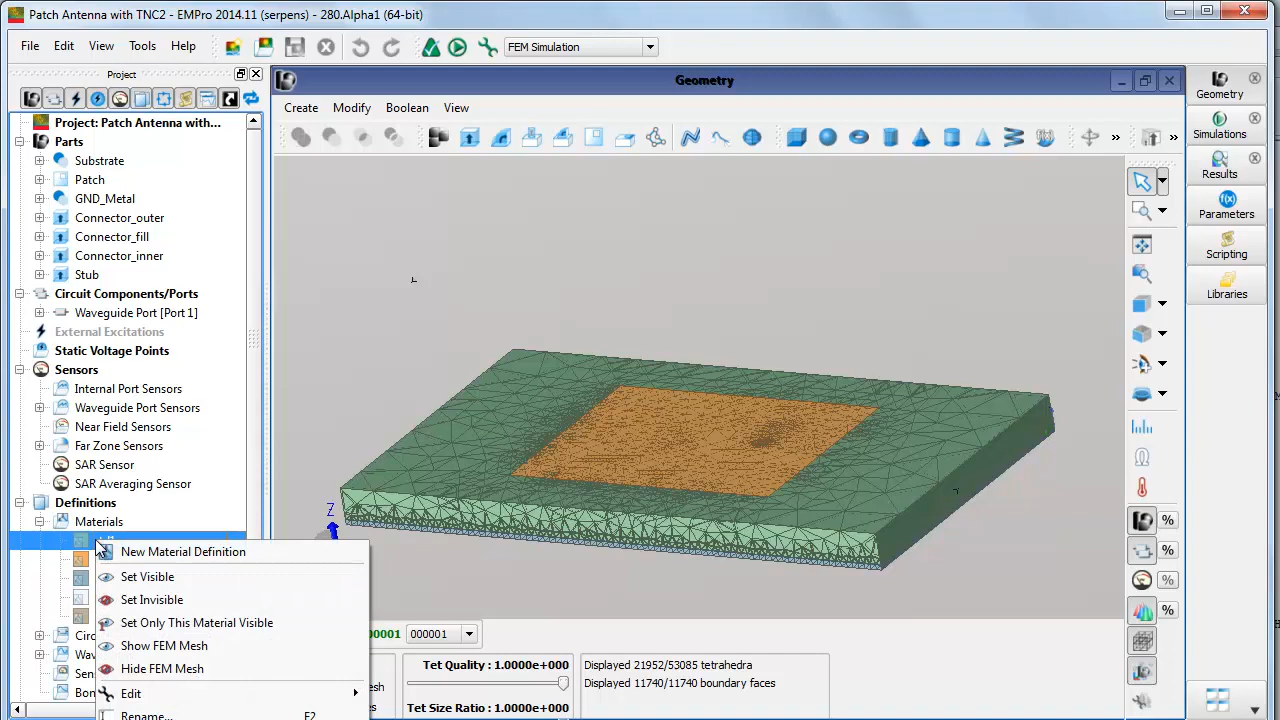 Patch Antenna with TNC2 - EMPro 2014.11 (serpens) - 280.Alpha1 (64-bit)
File Edit View Tools Help
FEM Simulation
Project
Geometry
Create Modify Boolean View
Project: Patch Antenna with...
Parts
Substrate
Patch
GND_Metal
Connector_outer
Connector_fill
Connector_inner
Stub
Circuit Components/Ports
Waveguide Port [Port 1]
External Excitations
Static Voltage Points
Sensors
Internal Port Sensors
Waveguide Port Sensors
Near Field Sensors
Far Zone Sensors
SAR Sensor
SAR Averaging Sensor
Definitions
Materials
Circ
Wav
Sens
Bon
New Material Definition
Set Visible
Set Invisible
Set Only This Material Visible
Show FEM Mesh
Hide FEM Mesh
Edit
Rename... F2
Z
00001 000001
esh
Tet Quality : 1.0000e+000
Tet Size Ratio : 1.0000e+000
Displayed 21952/53085 tetrahedra
Displayed 11740/11740 boundary faces
%
%
%
%
Geometry
Simulations
Results
Parameters
Scripting
Libraries